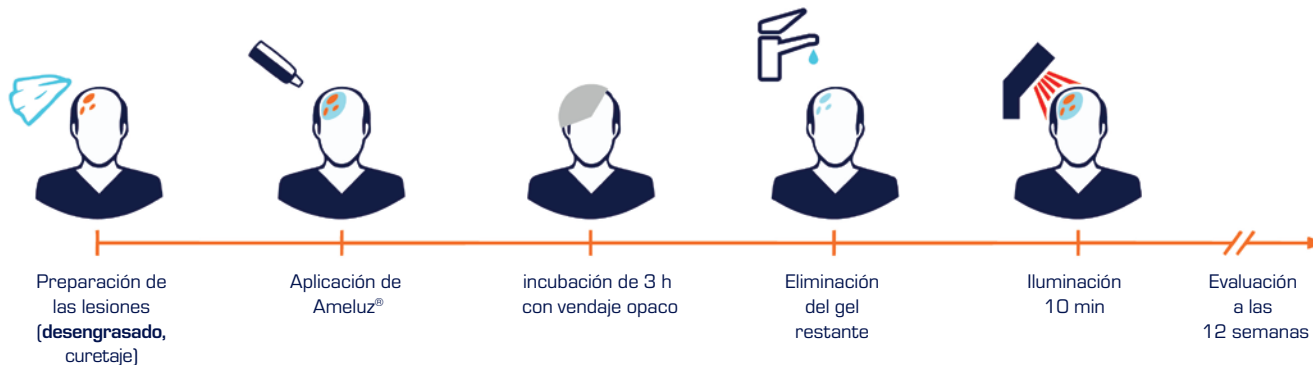 Preparación de
las lesiones
(desengrasado,
curetaje)
Aplicación de
Ameluz®
incubación de 3 h
con vendaje opaco
Eliminación
del gel
restante
Iluminación
10 min
Evaluación
a las
12 semanas